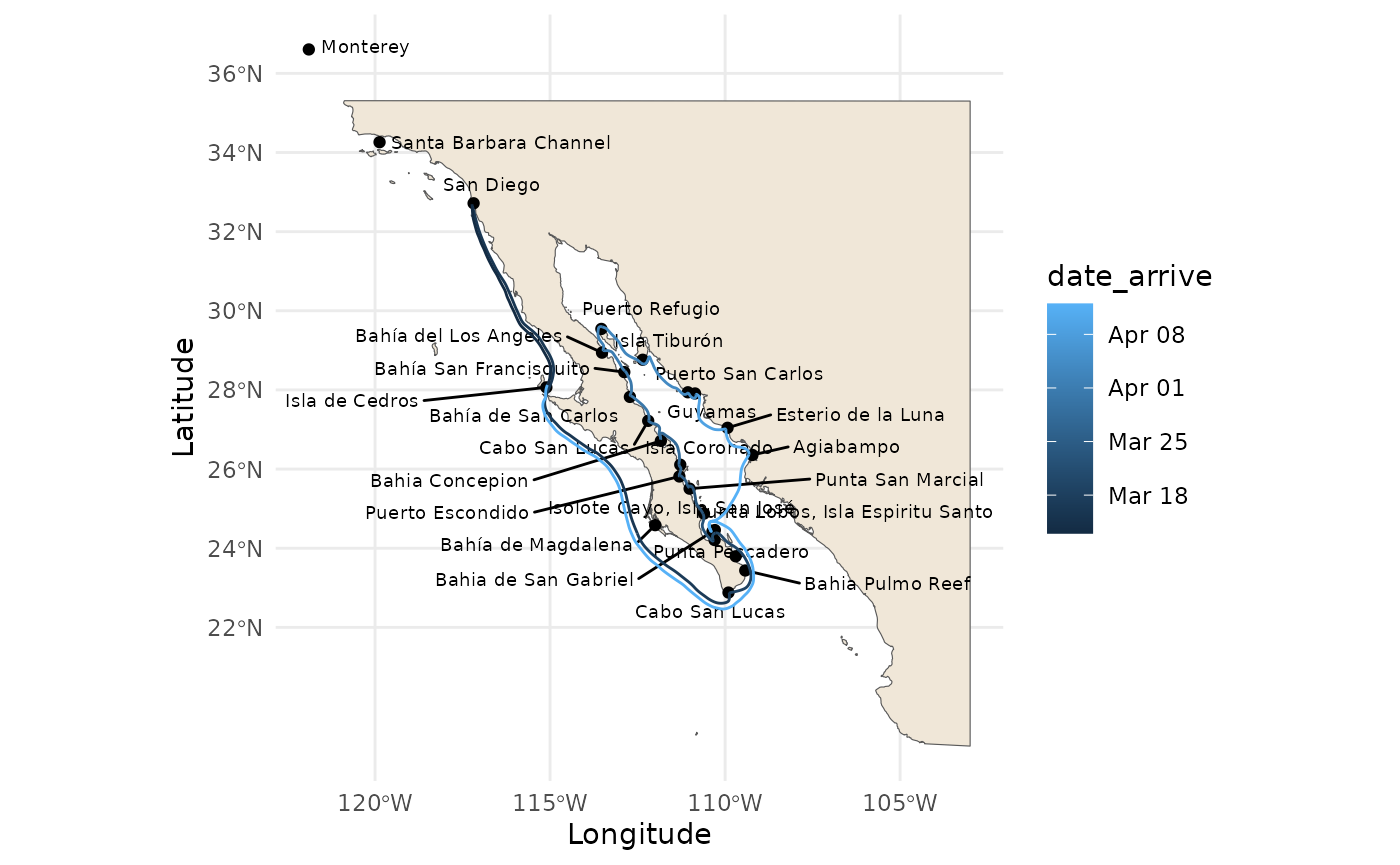 Monterey
36°N
Santa Barbara Channel
34°N
San Diego
32°N
Puerto Refugio
30°N
Bahía del Los Angeles
Isla Tiburón
Bahía San Francisquito
Puerto San Carlos
28°N
Isla de Cedros
Bahía de San Carlos
Guyamas
Esterio de la Luna
Cabo San Lucas
Isla Coronado
Agiabampo
26°N
Bahia Concepion
Punta San Marcial
Puerto Escondido
Isolote Cayo, Isla San José
Punta Lobos, Isla Espiritu Santo
24°N
Bahía de Magdalena
Punta Pescadero
Bahia de San Gabriel
Bahia Pulmo Reef
Cabo San Lucas
22°N
120°W
115°W
110°W
105°W
Longitude
Latitude
date_arrive
Apr 08
Apr 01
Mar 25
Mar 18